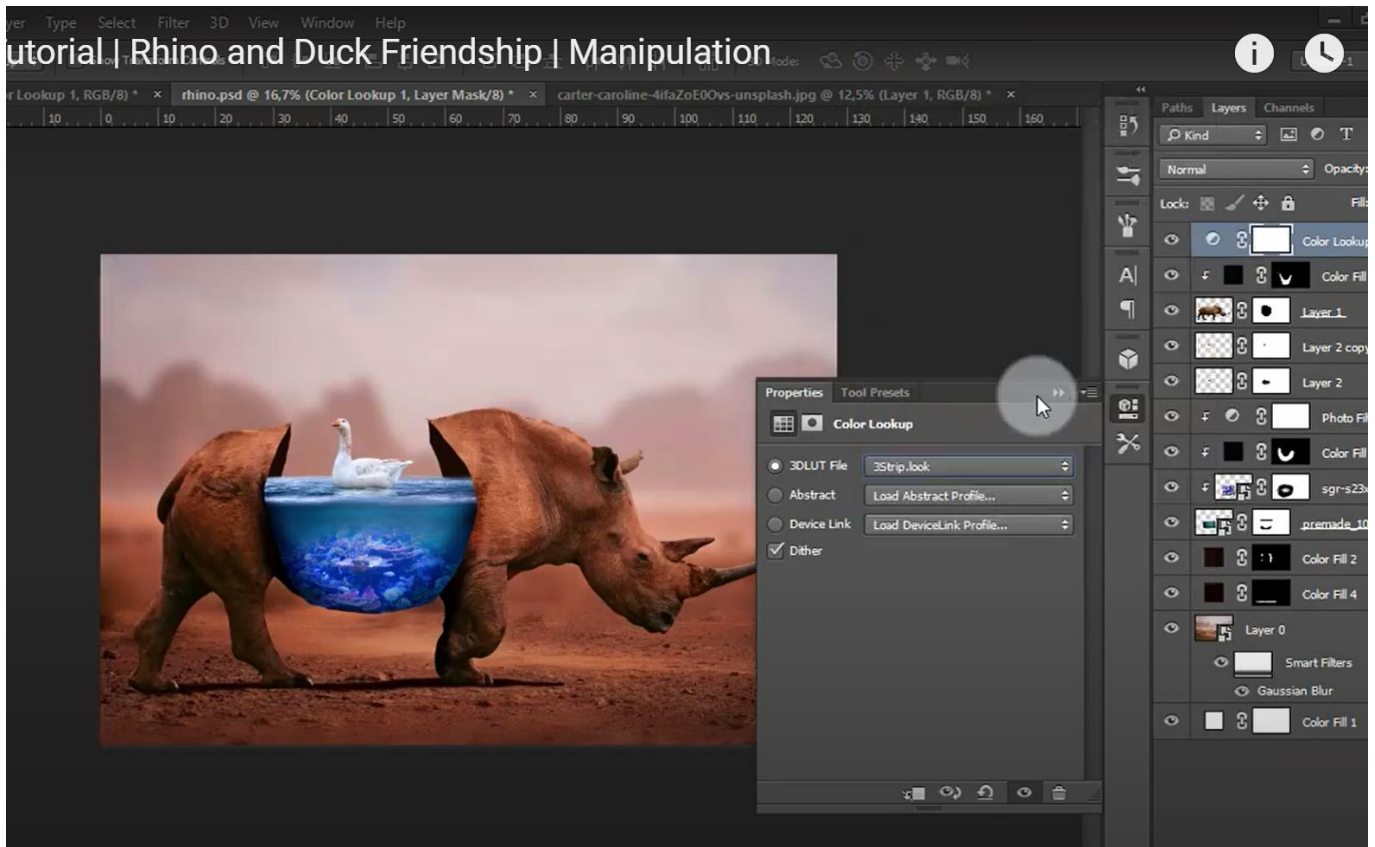 yer Type Select Filter 3D View Window Help
utorial | Rhino and Duck Friendship | Manipulation
r Lookup 1, RGB/8) * × rhino.psd @ 16,7% (Color Lookup 1, Layer Mask/8) * × carter-caroline-4ifaZoE0Ovs-unsplash.jpg @ 12,5% (Layer 1, RGB/8) * ×
10 0 10 20 30 40 50 60 70 80 90 100 110 120 130 140 150 160
Paths Layers Channels
Kind
Normal Opacity:
Lock: Fill:
Color Lookup
Color Fill
Layer 1
Layer 2 copy
Layer 2
Photo Fil
Color Fill
sgr-s23x
premade_10
Color Fill 2
Color Fill 4
Layer 0
Smart Filters
Gaussian Blur
Color Fill 1
Properties Tool Presets
Color Lookup
3DLUT File 3Strip.look
Abstract Load Abstract Profile...
Device Link Load DeviceLink Profile...
Dither